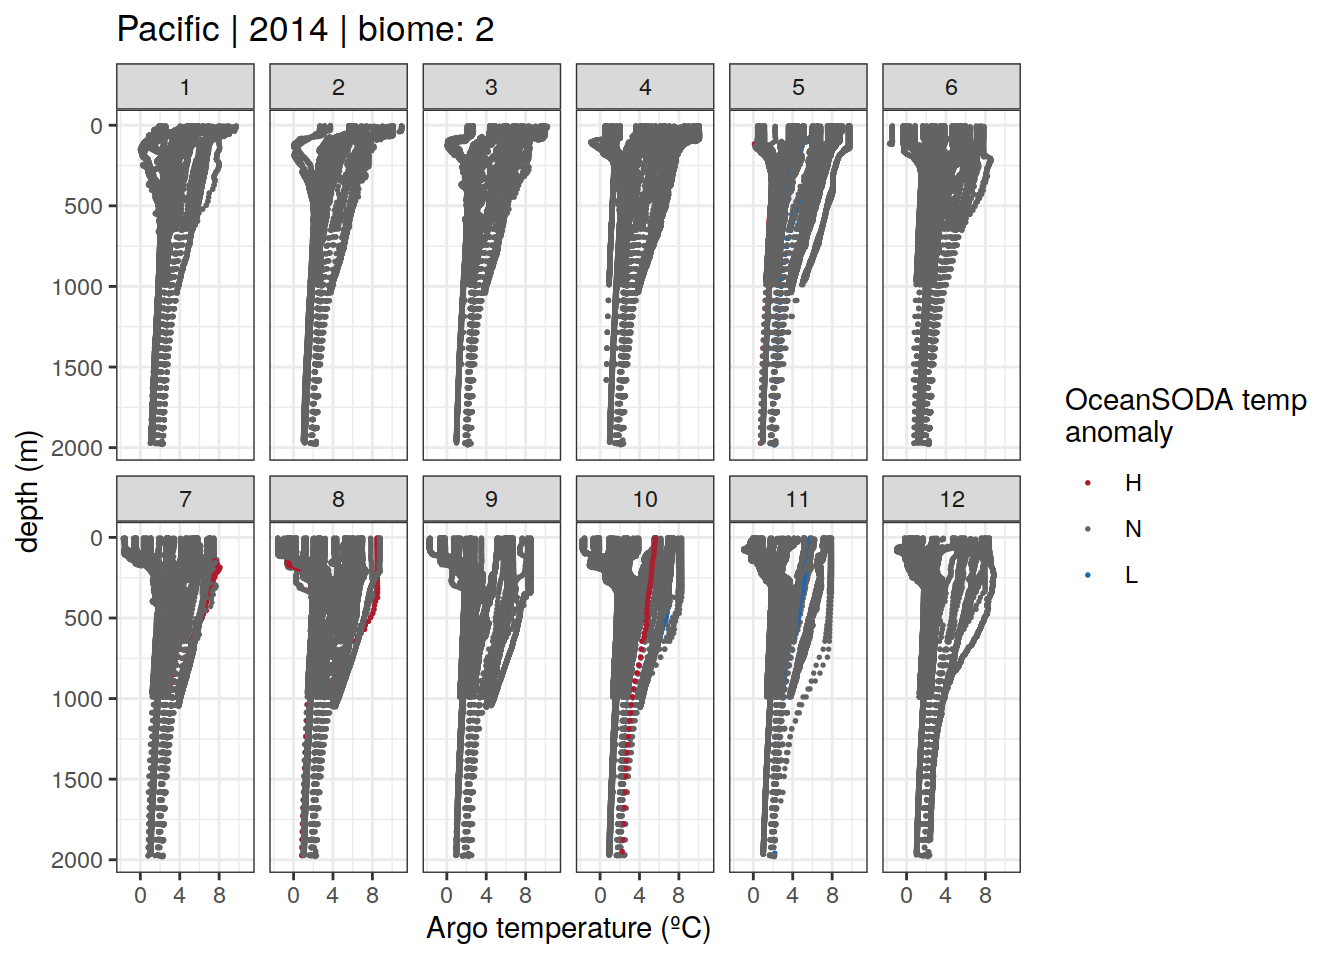 Pacific | 2014 | biome: 2
1 2 3 4 5 6
0
500
1000
1500
2000
7 8 9 10 11 12
0
500
1000
1500
2000
0 4 8 0 4 8 0 4 8 0 4 8 0 4 8 0 4 8
Argo temperature (ºC)
depth (m)
OceanSODA temp
anomaly
H
N
L